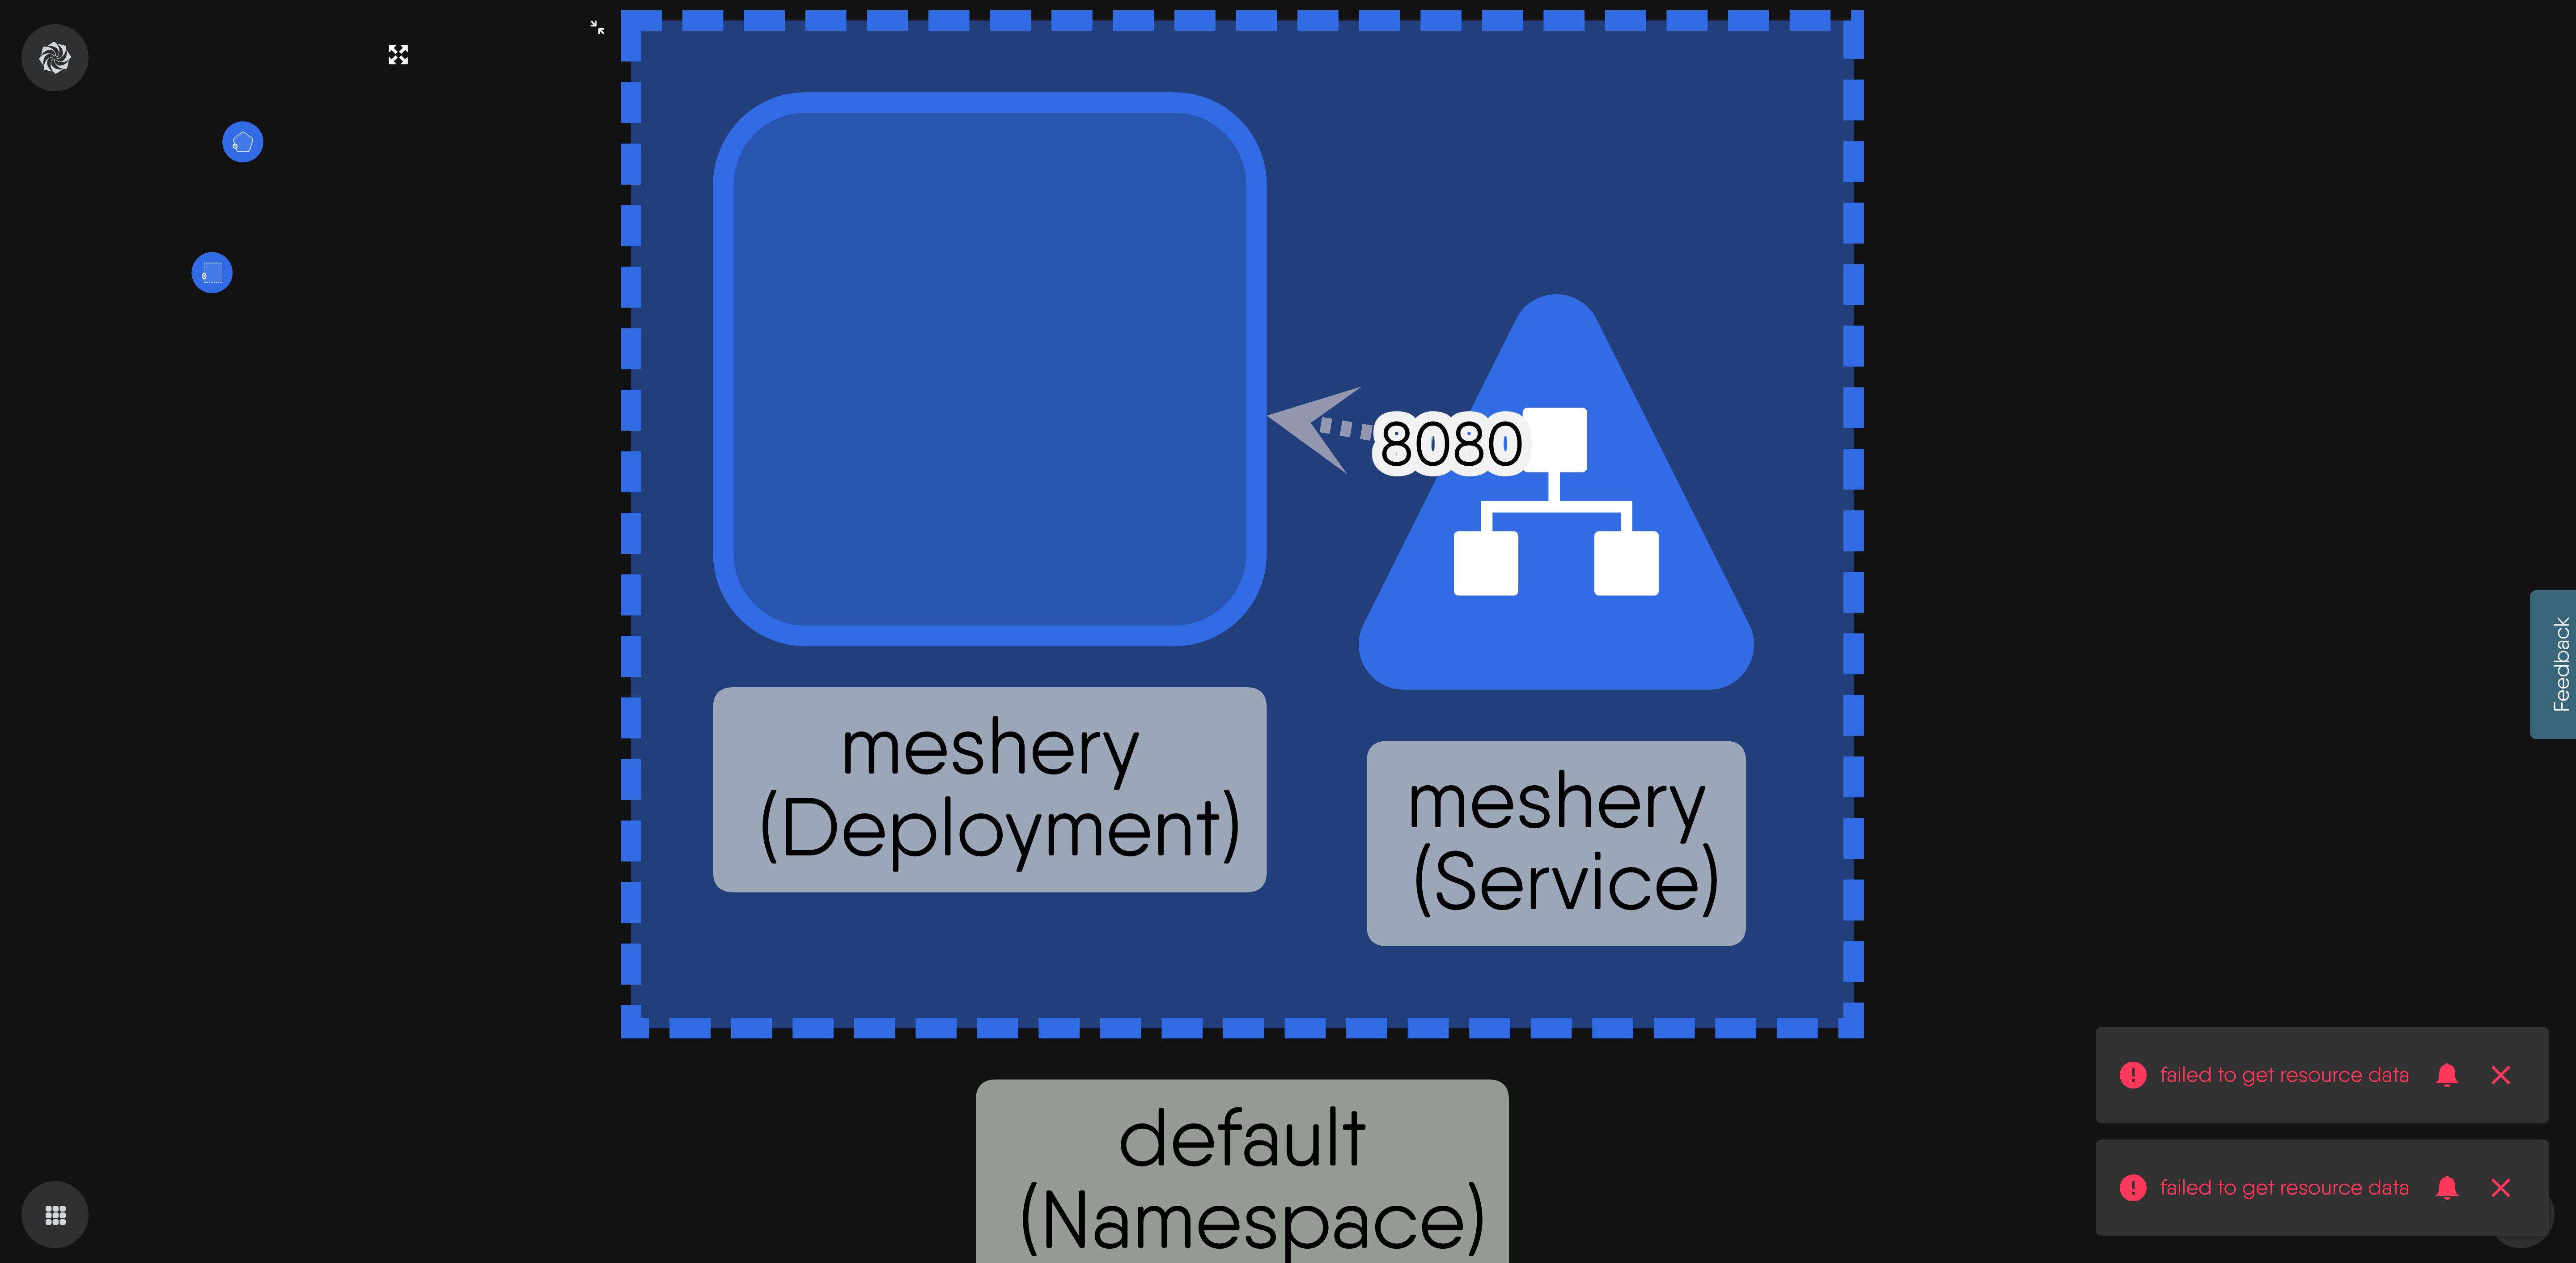 8080
meshery
(Deployment)
meshery
(Service)
default
(Namespace)
Feedback
failed to get resource data
failed to get resource data